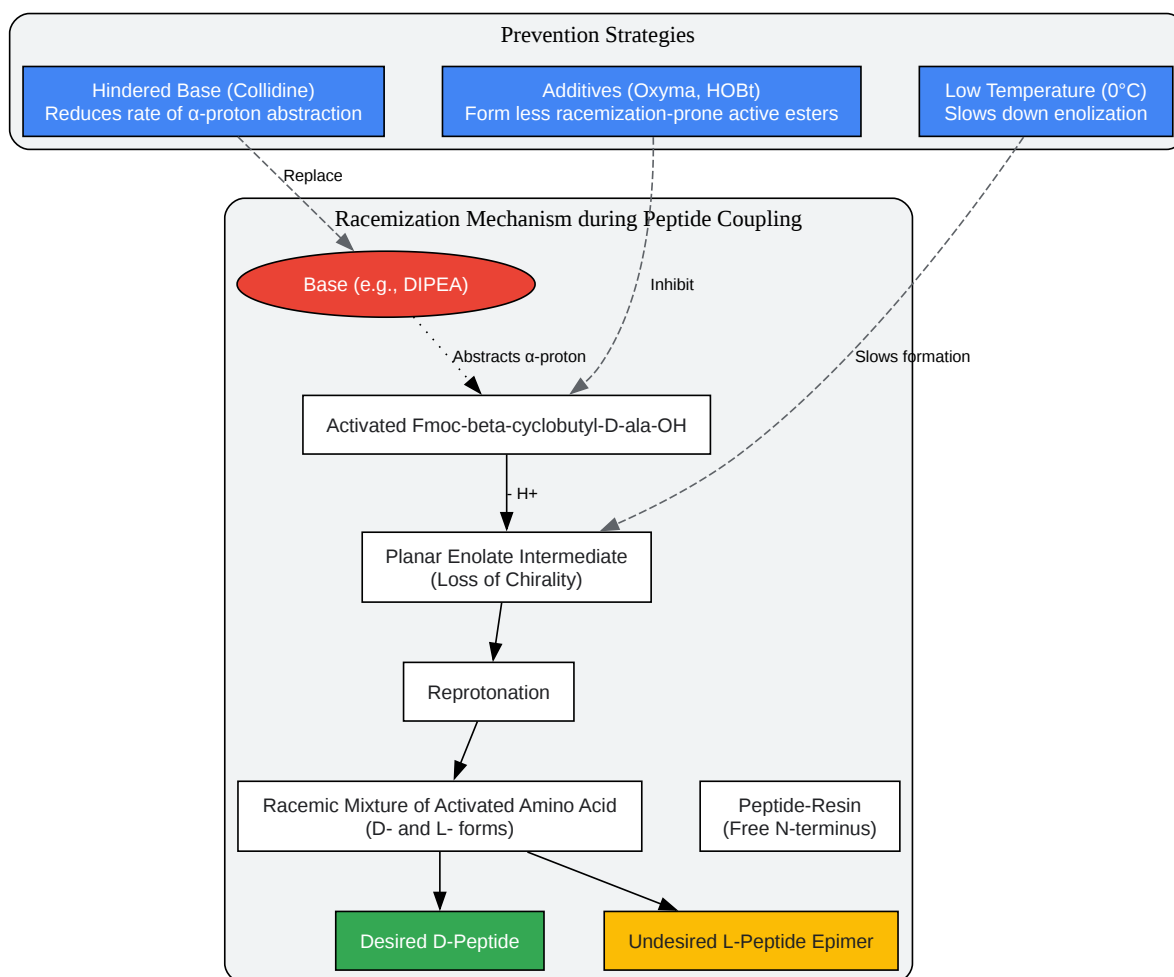 Prevention Strategies
Hindered Base (Collidine)
Reduces rate of α-proton abstraction
Additives (Oxyma, HOBt)
Form less racemization-prone active esters
Low Temperature (0°C)
Slows down enolization
Replace
Racemization Mechanism during Peptide Coupling
Base (e.g., DIPEA)
Inhibit
Abstracts α-proton
Slows formation
Activated Fmoc-beta-cyclobutyl-D-ala-OH
- H+
Planar Enolate Intermediate
(Loss of Chirality)
Reprotonation
Racemic Mixture of Activated Amino Acid
(D- and L- forms)
Peptide-Resin
(Free N-terminus)
Desired D-Peptide
Undesired L-Peptide Epimer